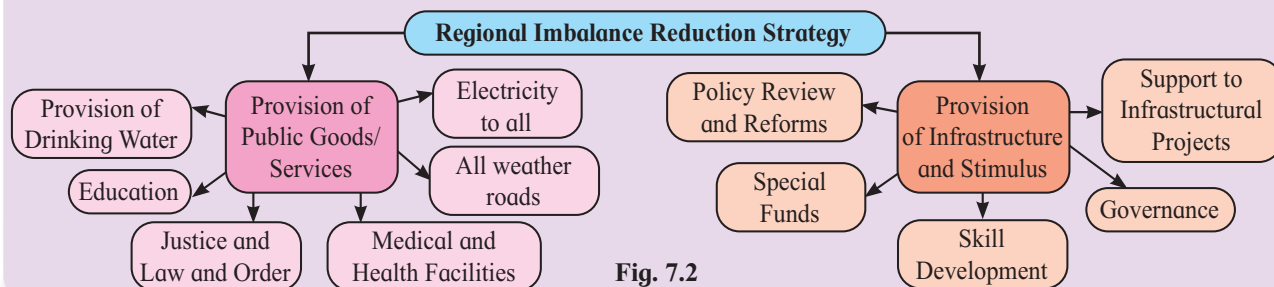 Regional Imbalance Reduction Strategy
Provision of
Public Goods/
Services
Provision of
Drinking Water
Education
Justice and
Law and Order
Medical and
Health Facilities
All weather
roads
Electricity
to all
Provision
of Infrastructure
and Stimulus
Policy Review
and Reforms
Special
Funds
Skill
Development
Governance
Support to
Infrastructural
Projects
Fig. 7.2